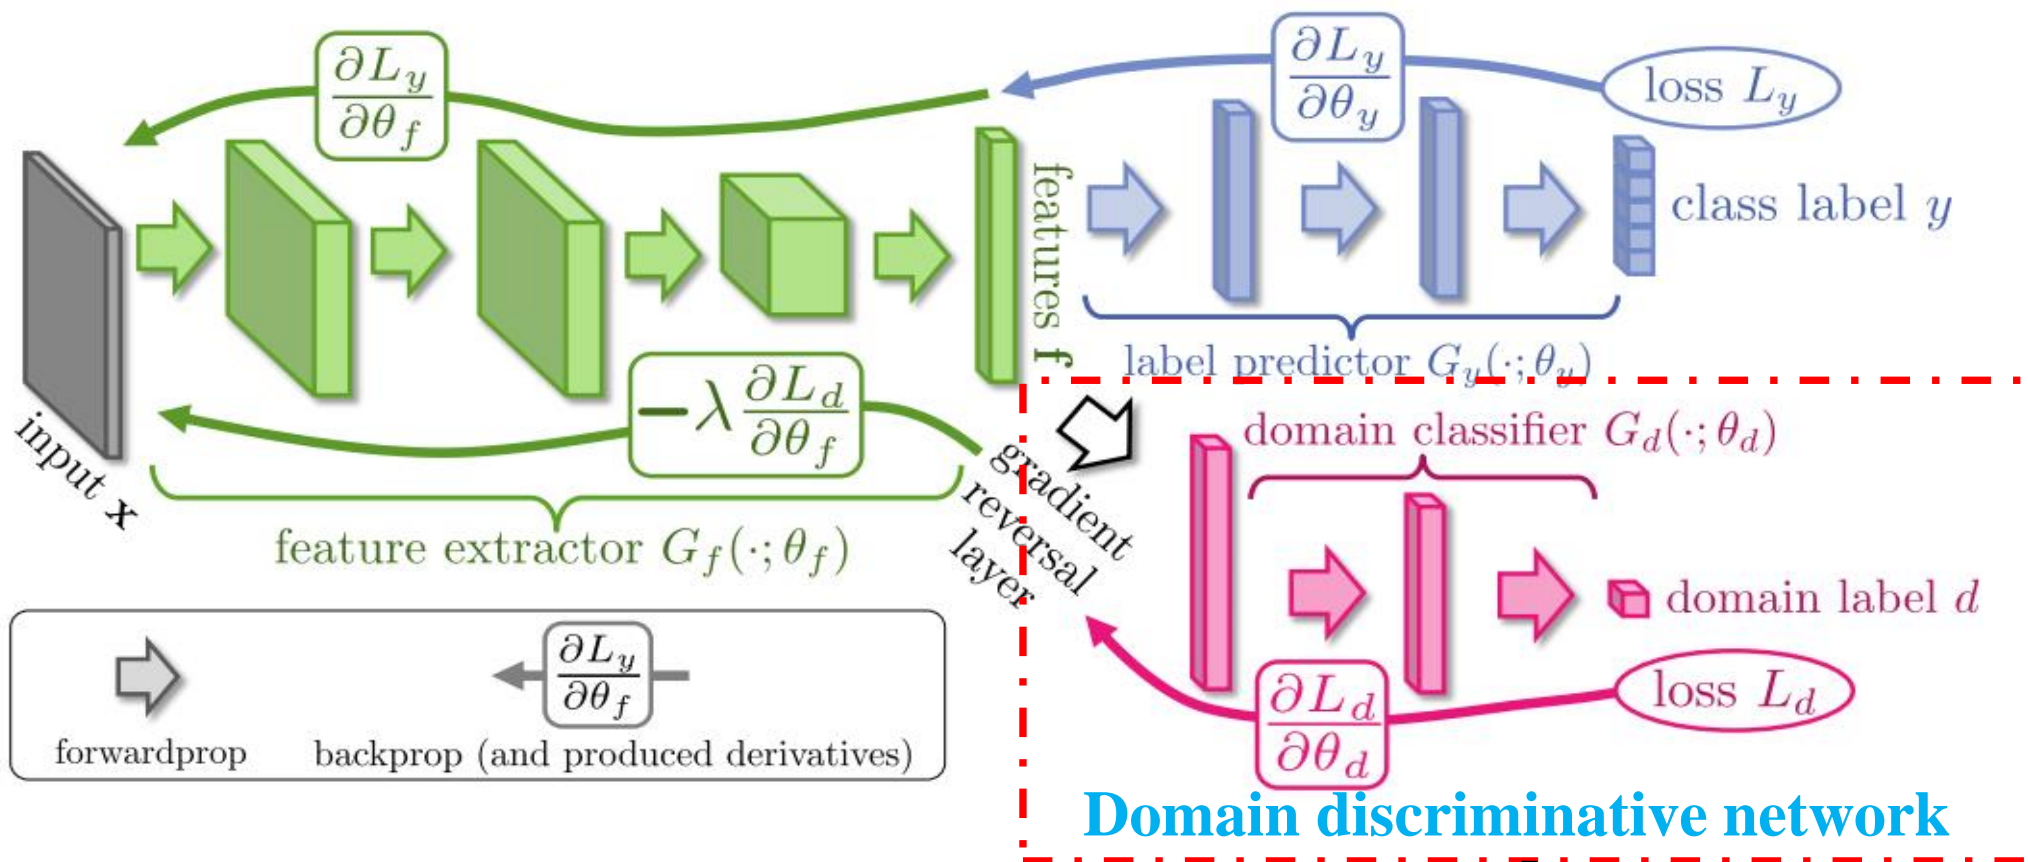 ∂L_y
∂θ_f
∂L_y
∂θ_y
loss L_y
features f
class label y
label predictor G_y(·; θ_y)
input x
−λ ∂L_d
∂θ_f
feature extractor G_f(·; θ_f)
gradient
reversal
layer
domain classifier G_d(·; θ_d)
domain label d
loss L_d
∂L_d
∂θ_d
forwardprop
∂L_y
∂θ_f
backprop (and produced derivatives)
Domain discriminative network